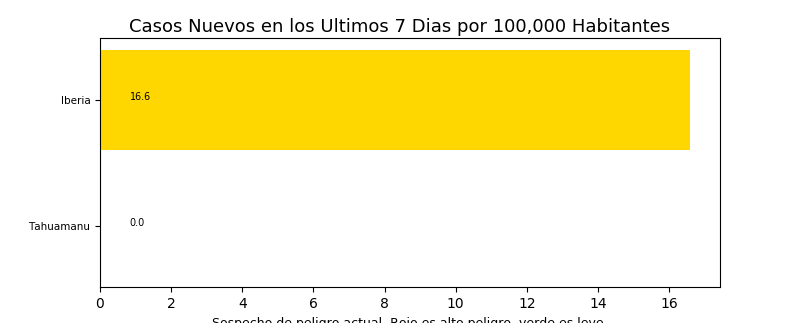 Casos Nuevos en los Ultimos 7 Dias por 100,000 Habitantes
Iberia
16.6
Tahuamanu
0.0
0 2 4 6 8 10 12 14 16
Sospecho de peligro actual. Rojo es alto peligro, verde es leve